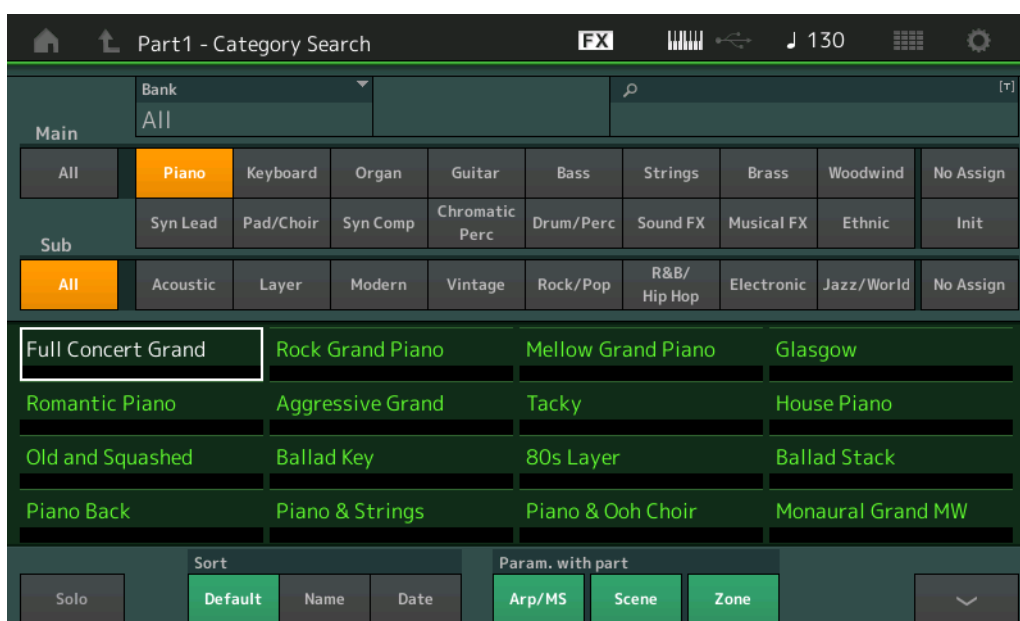 Part1 - Category Search FX 130
Bank [T]
All
Main
All Piano Keyboard Organ Guitar Bass Strings Brass Woodwind No Assign
Syn Lead Pad/Choir Syn Comp Chromatic Perc Drum/Perc Sound FX Musical FX Ethnic Init
Sub
All Acoustic Layer Modern Vintage Rock/Pop R&B/ Hip Hop Electronic Jazz/World No Assign
Full Concert Grand Rock Grand Piano Mellow Grand Piano Glasgow
Romantic Piano Aggressive Grand Tacky House Piano
Old and Squashed Ballad Key 80s Layer Ballad Stack
Piano Back Piano & Strings Piano & Ooh Choir Monaural Grand MW
Sort Param. with part
Solo Default Name Date Arp/MS Scene Zone